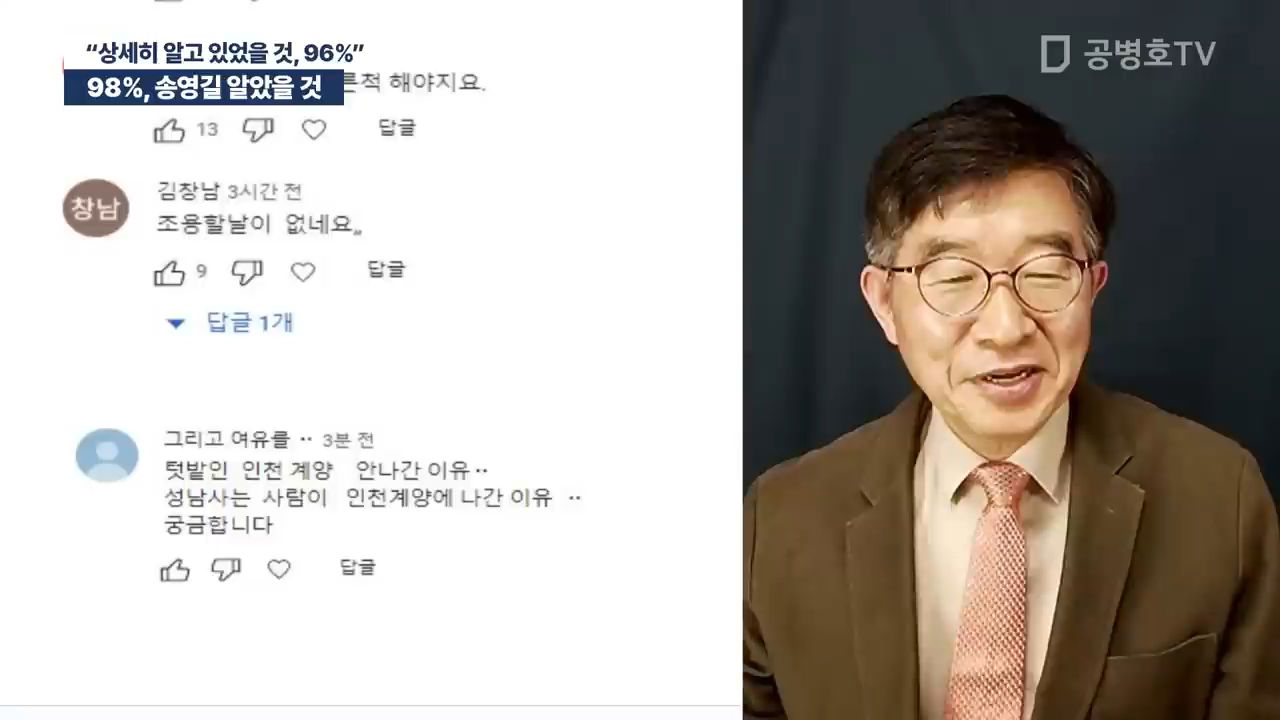 “상세히 알고 있었을 것, 96%”
98%, 송영길 알았을 것
른척 해야지요.
공병호TV
13
답글
창남
김창남 3시간 전
조용할날이 없네요,,
9
답글
답글 1개
그리고 여유를 ·· 3분 전
텃밭인 인천 계양 안나간 이유··
성남사는 사람이 인천계양에 나간 이유 ··
궁금합니다
답글